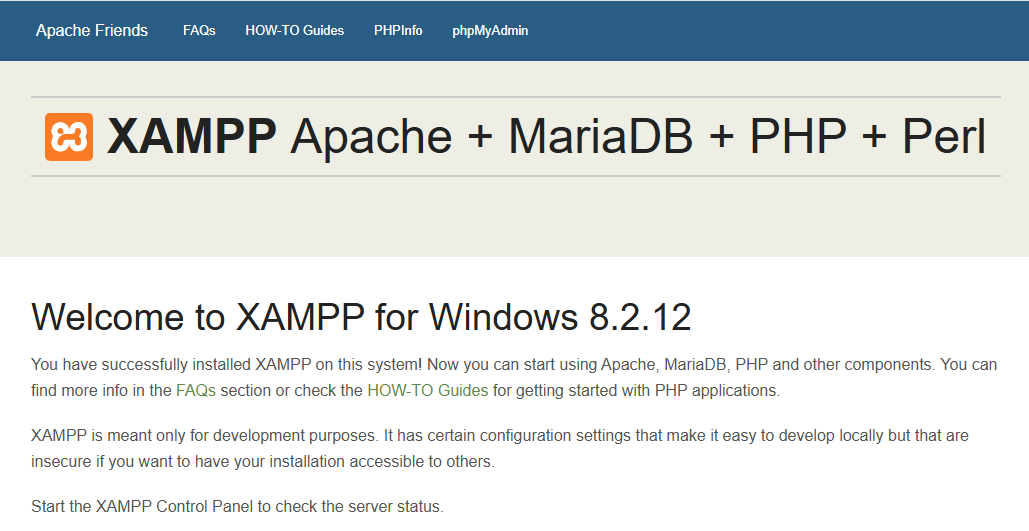 Apache Friends FAQs HOW-TO Guides PHPInfo phpMyAdmin
XAMPP Apache + MariaDB + PHP + Perl
Welcome to XAMPP for Windows 8.2.12
You have successfully installed XAMPP on this system! Now you can start using Apache, MariaDB, PHP and other components. You can
find more info in the FAQs section or check the HOW-TO Guides for getting started with PHP applications.
XAMPP is meant only for development purposes. It has certain configuration settings that make it easy to develop locally but that are
insecure if you want to have your installation accessible to others.
Start the XAMPP Control Panel to check the server status.